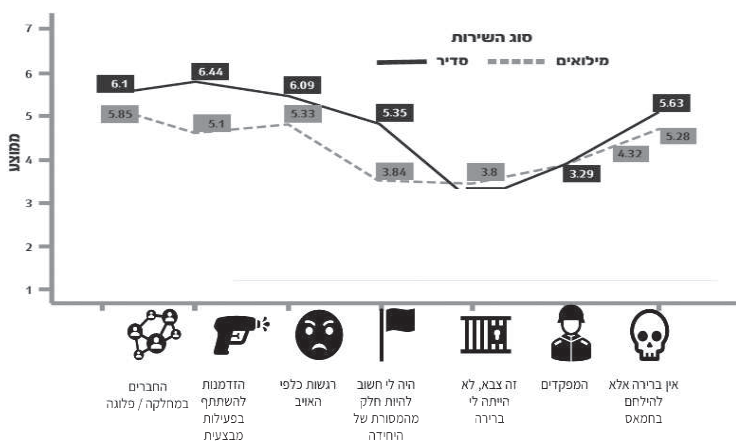 סוג השירות
סדיר
מילואים
ממוצע
7
6
5
4
3
2
1
6.1
6.44
6.09
5.35
3.29
5.63
5.85
5.1
5.33
3.84
3.8
4.32
5.28
החברים
במחלקה / פלוגה
הזדמנות
להשתתף
בפעילות
מבצעית
רגשות כלפי
האויב
היה לי חשוב
להיות חלק
מהמסורת של
היחידה
זה צבא, לא
הייתה לי
ברירה
המפקדים
אין ברירה אלא
להילחם
בחמאס